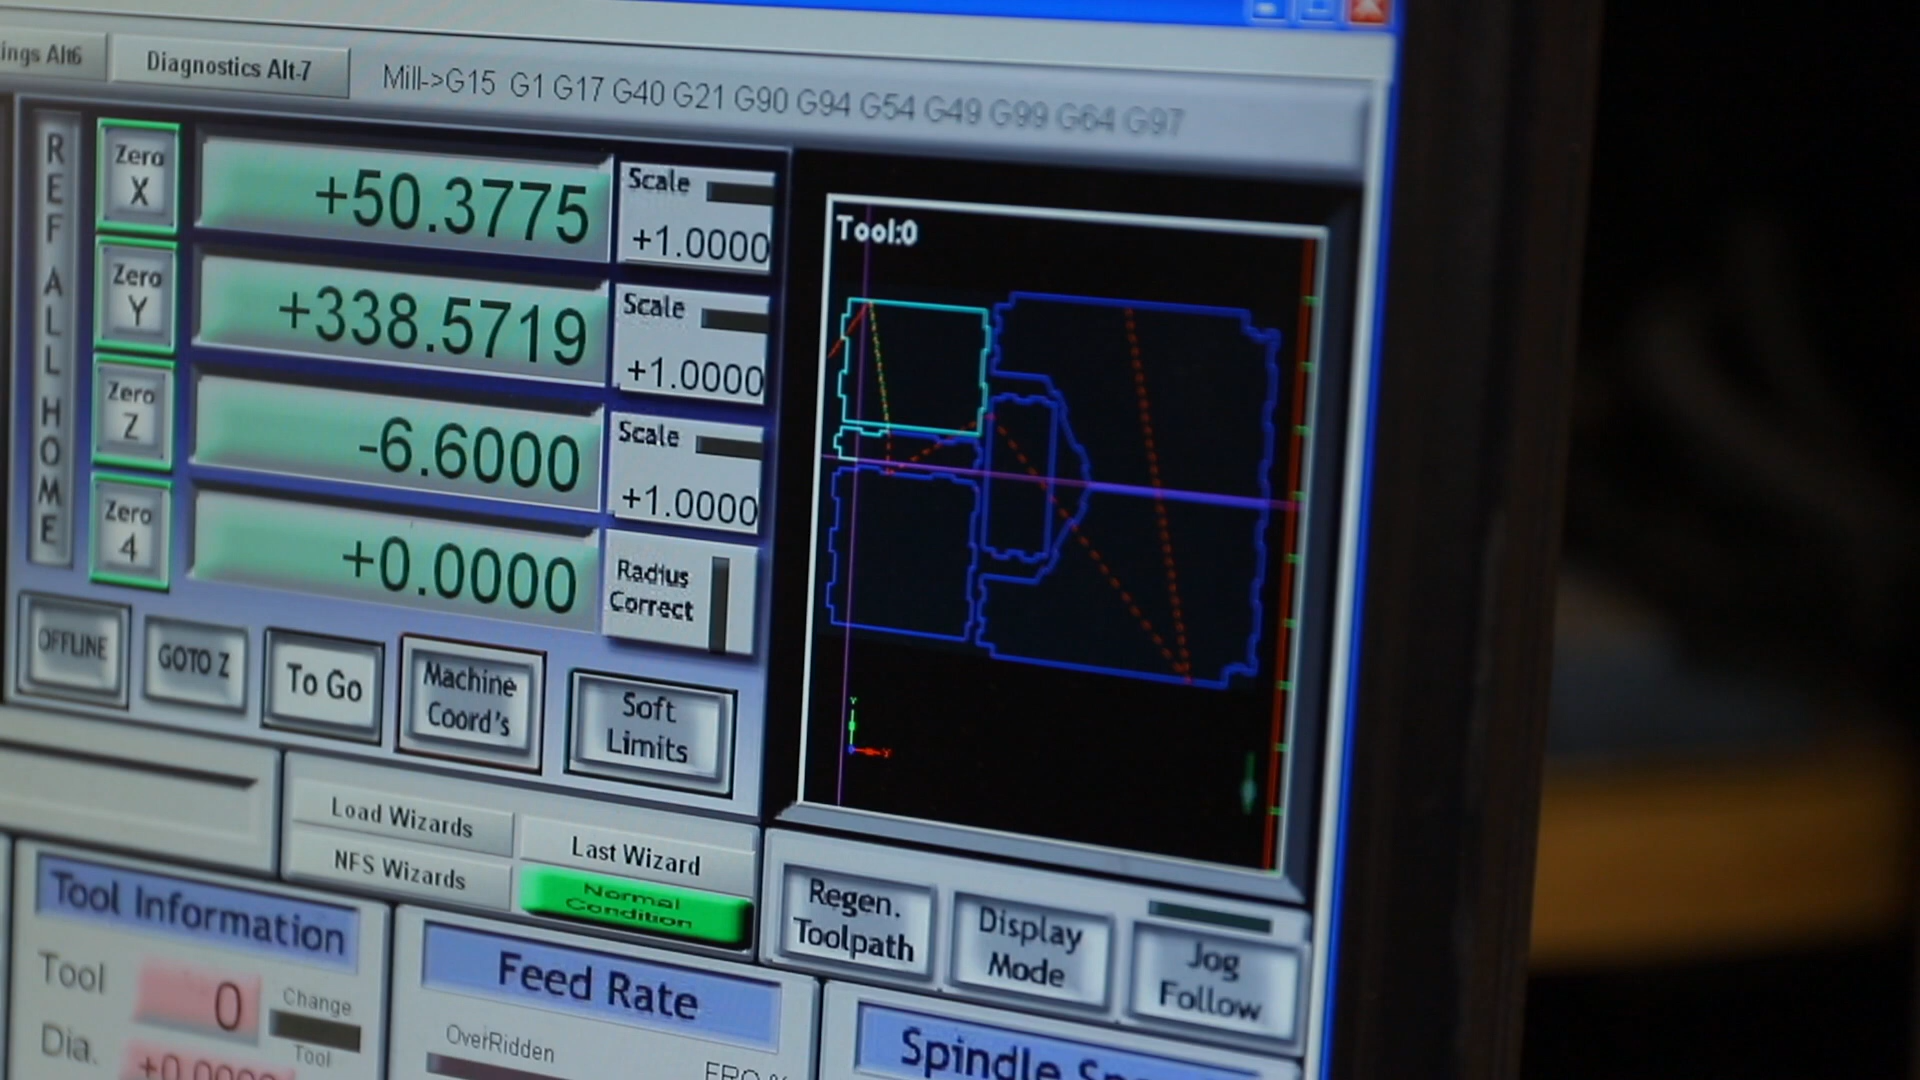 ings Alt6
Diagnostics Alt-7
Mill->G15 G1 G17 G40 G21 G90 G94 G54 G49 G99 G64 G97
REF ALL HOME
Zero X
+50.3775
Scale
+1.0000
Zero Y
+338.5719
Scale
+1.0000
Zero Z
-6.6000
Scale
+1.0000
Zero 4
+0.0000
Radius
Correct
OFFLINE
GOTO Z
To Go
Machine
Coord's
Soft
Limits
Tool:0
Load Wizards
Last Wizard
NFS Wizards
Normal
Condition
Regen.
Toolpath
Display
Mode
Jog
Follow
Tool Information
Tool
0
Change
Tool
Dia.
+0.0000
Feed Rate
OverRidden
FRO %
Spindle Sp